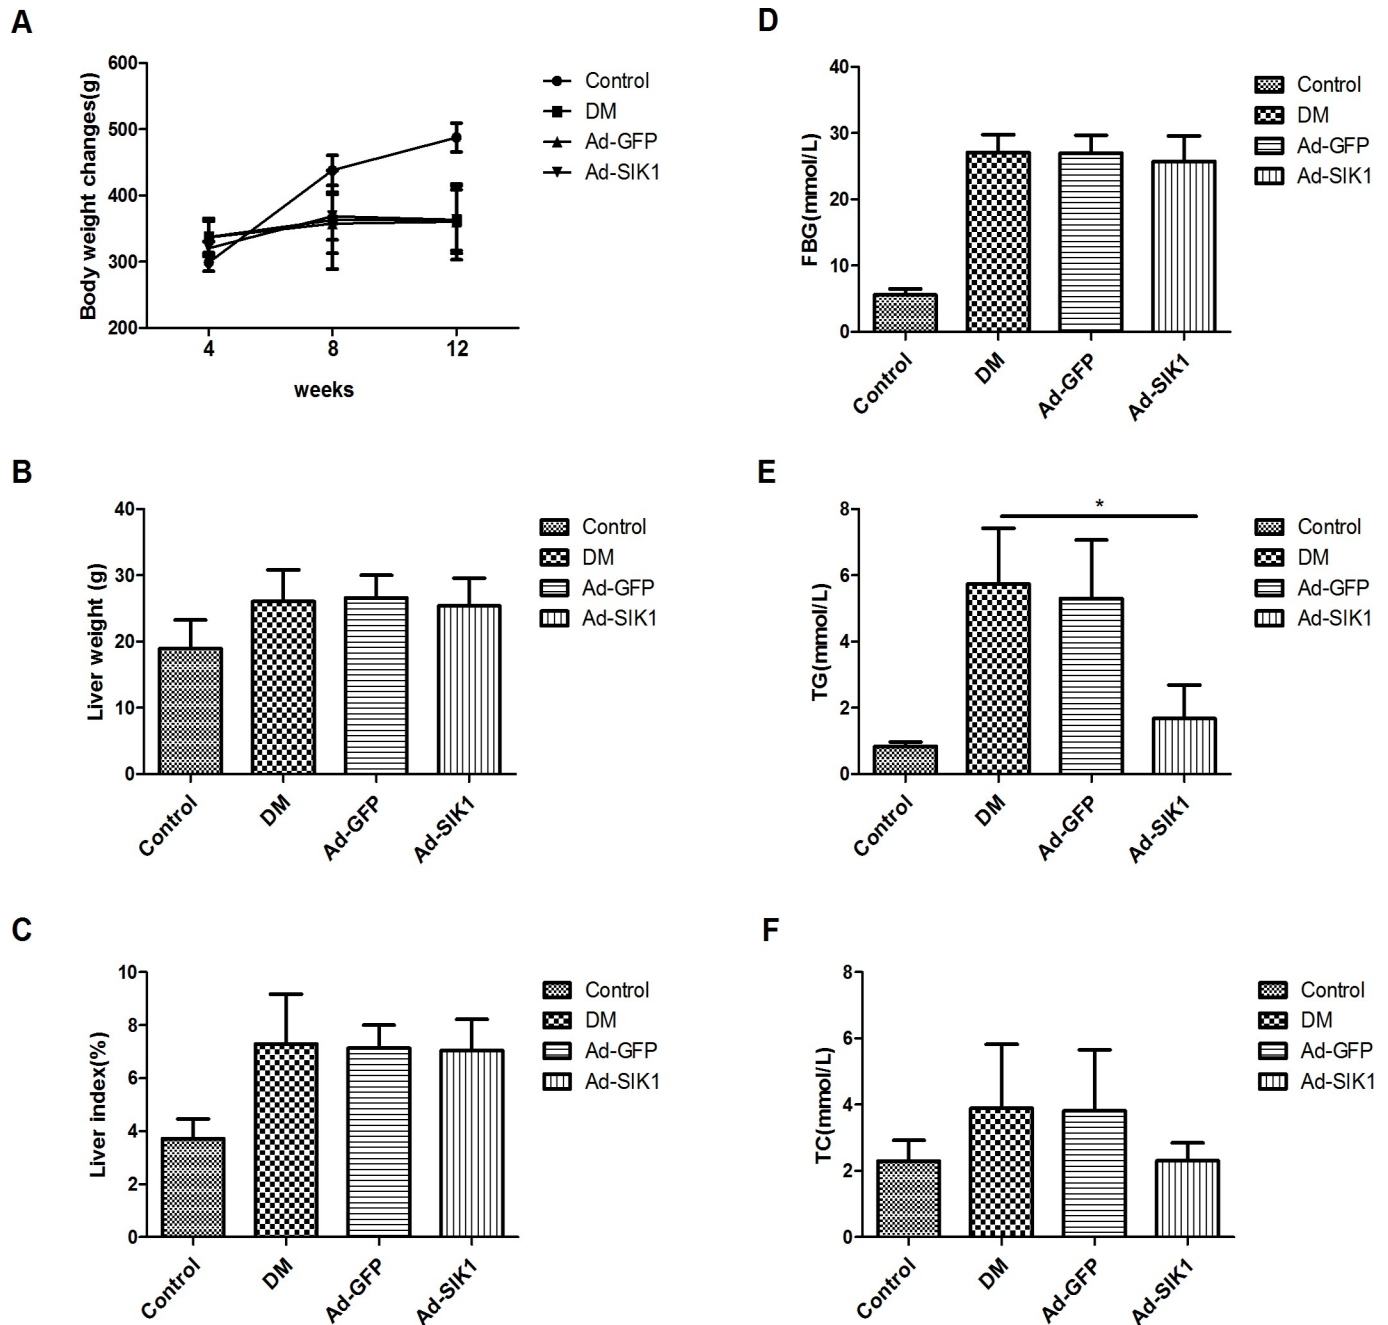 A
Body weight changes(g)
600
500
400
300
200
4
8
12
weeks
Control
DM
Ad-GFP
Ad-SIK1
D
FBG(mmol/L)
40
30
20
10
0
Control
DM
Ad-GFP
Ad-SIK1
Control
DM
Ad-GFP
Ad-SIK1
B
Liver weight (g)
40
30
20
10
0
Control
DM
Ad-GFP
Ad-SIK1
Control
DM
Ad-GFP
Ad-SIK1
E
TG(mmol/L)
8
6
4
2
0
*
Control
DM
Ad-GFP
Ad-SIK1
Control
DM
Ad-GFP
Ad-SIK1
C
Liver index(%)
10
8
6
4
2
0
Control
DM
Ad-GFP
Ad-SIK1
Control
DM
Ad-GFP
Ad-SIK1
F
TC(mmol/L)
8
6
4
2
0
Control
DM
Ad-GFP
Ad-SIK1
Control
DM
Ad-GFP
Ad-SIK1